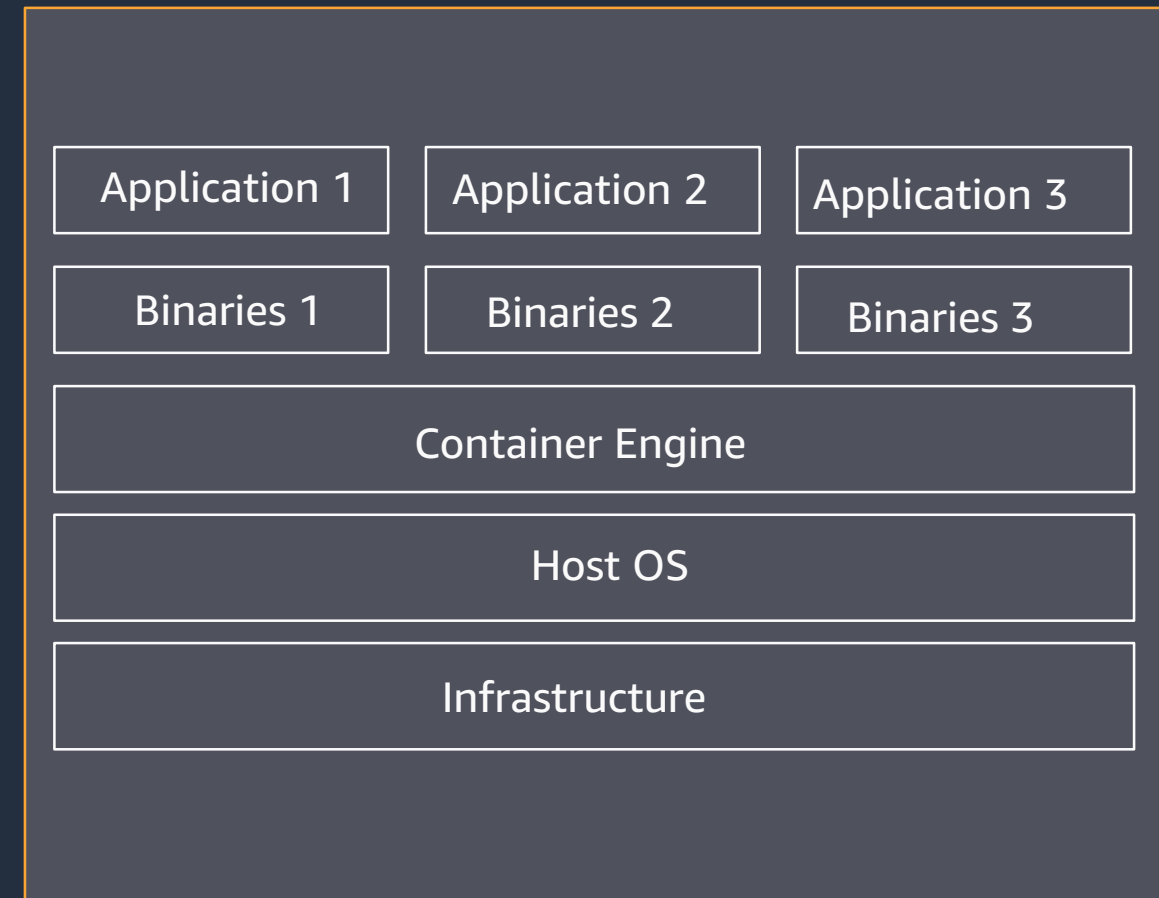 Application 1
Application 2
Application 3
Binaries 1
Binaries 2
Binaries 3
Container Engine
Host OS
Infrastructure